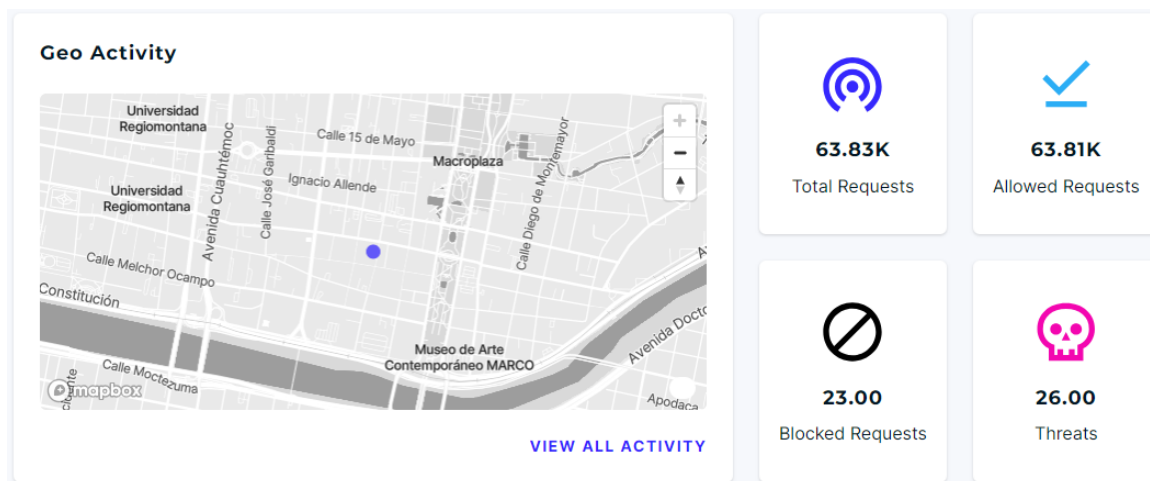 Geo Activity
Universidad
Regiomontana
Calle 15 de Mayo
Macroplaza
Avenida Cuauhtémoc
Calle José Garibaldi
Calle Diego de Montemayor
Ignacio Allende
Universidad
Regiomontana
Calle Melchor Ocampo
Constitución
Museo de Arte
Contemporáneo MARCO
Avenida Docto
Calle Moctezuma
Apodaca
mapbox
VIEW ALL ACTIVITY
63.83K
Total Requests
63.81K
Allowed Requests
23.00
Blocked Requests
26.00
Threats